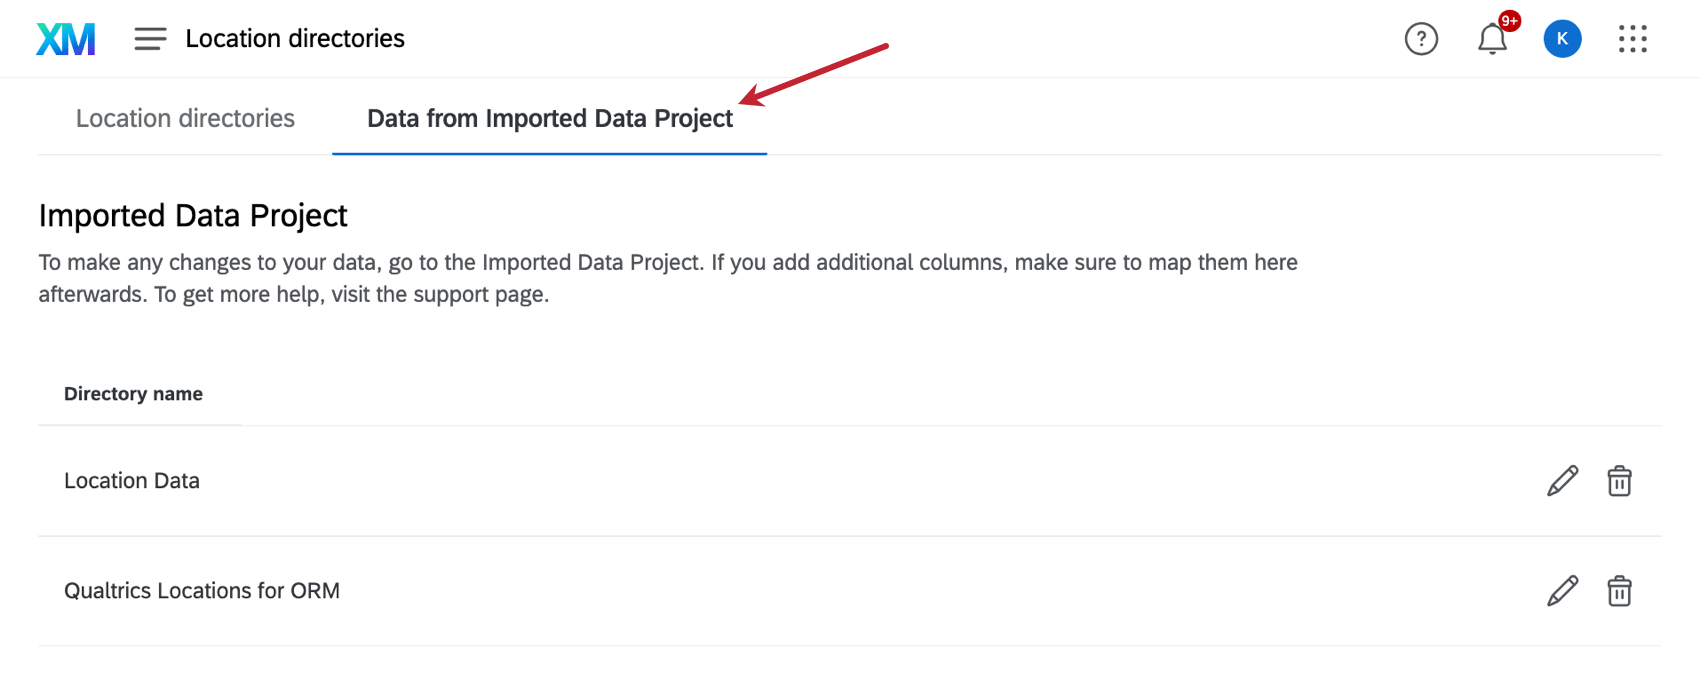 XM
Location directories
?
9+
K
Location directories
Data from Imported Data Project
Imported Data Project
To make any changes to your data, go to the Imported Data Project. If you add additional columns, make sure to map them here
afterwards. To get more help, visit the support page.
Directory name
Location Data
Qualtrics Locations for ORM